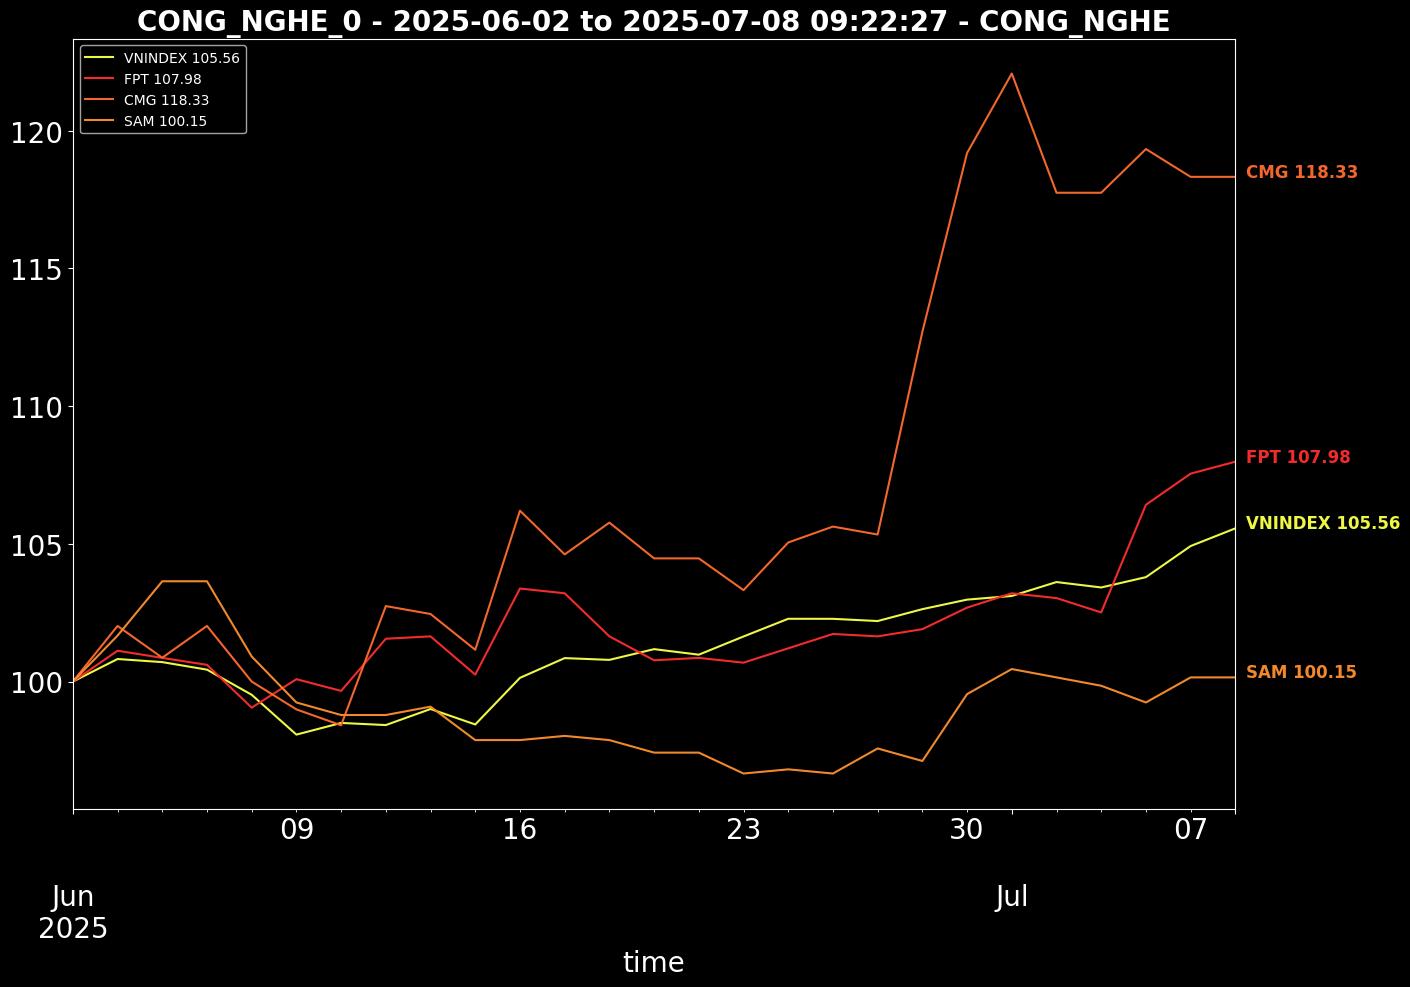 CONG_NGHE_0 - 2025-06-02 to 2025-07-08 09:22:27 - CONG_NGHE
VNINDEX 105.56
FPT 107.98
CMG 118.33
SAM 100.15
120
115
110
105
100
CMG 118.33
FPT 107.98
VNINDEX 105.56
SAM 100.15
09 16 23 30 07
Jun Jul
2025
time